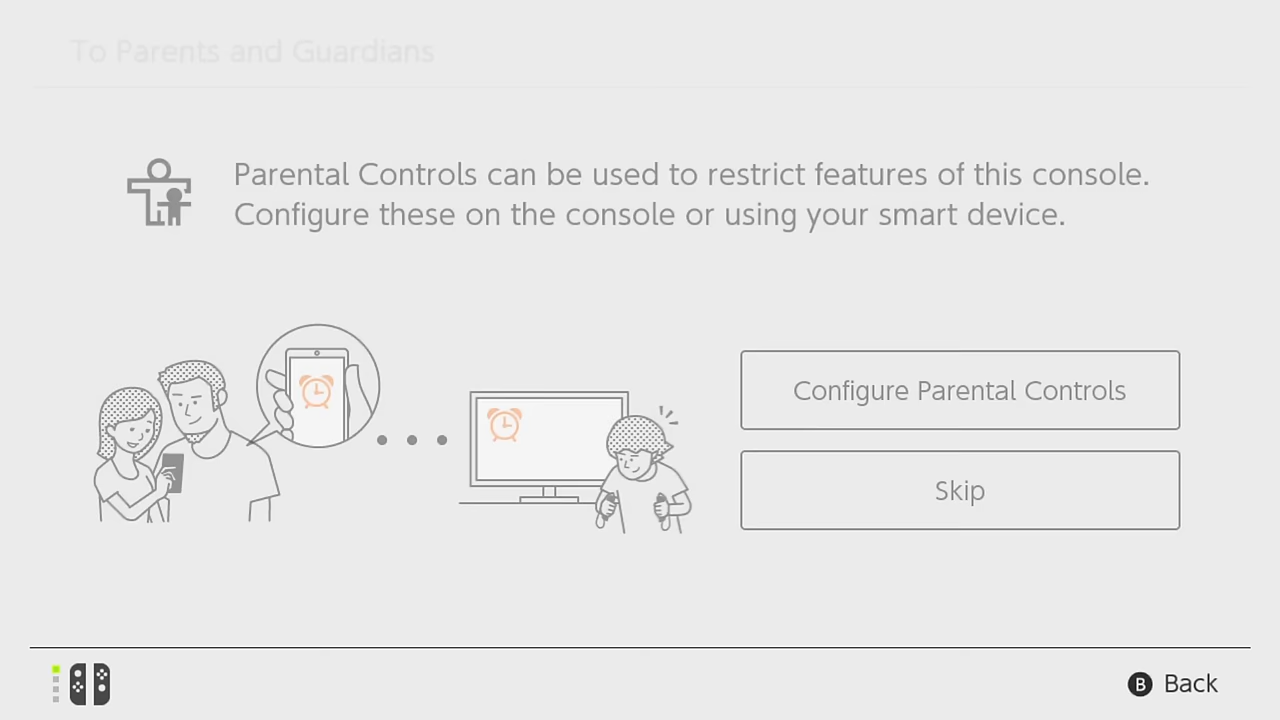 To Parents and Guardians
Parental Controls can be used to restrict features of this console.
Configure these on the console or using your smart device.
Configure Parental Controls
Skip
B Back